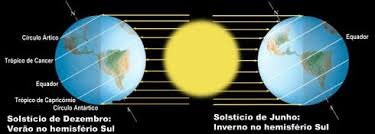 Círculo Ártico
Trópico de Cancer
Equador
Trópico de Capricórnio
Círculo Antártico
Solstício de Dezembro:
Verão no hemisfério Sul
Equador
Solstício de Junho:
Inverno no hemisfério Sul